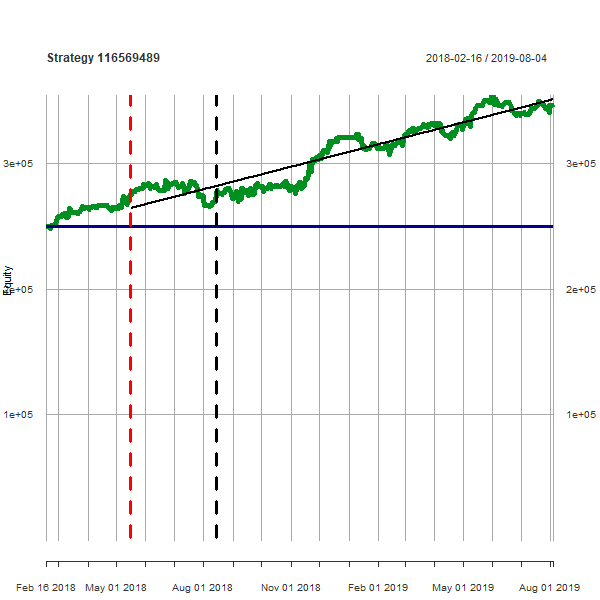 Strategy 116569489
2018-02-16 / 2019-08-04
3e+05
3e+05
Equity
2e+05
2e+05
1e+05
1e+05
Feb 16 2018
May 01 2018
Aug 01 2018
Nov 01 2018
Feb 01 2019
May 01 2019
Aug 01 2019